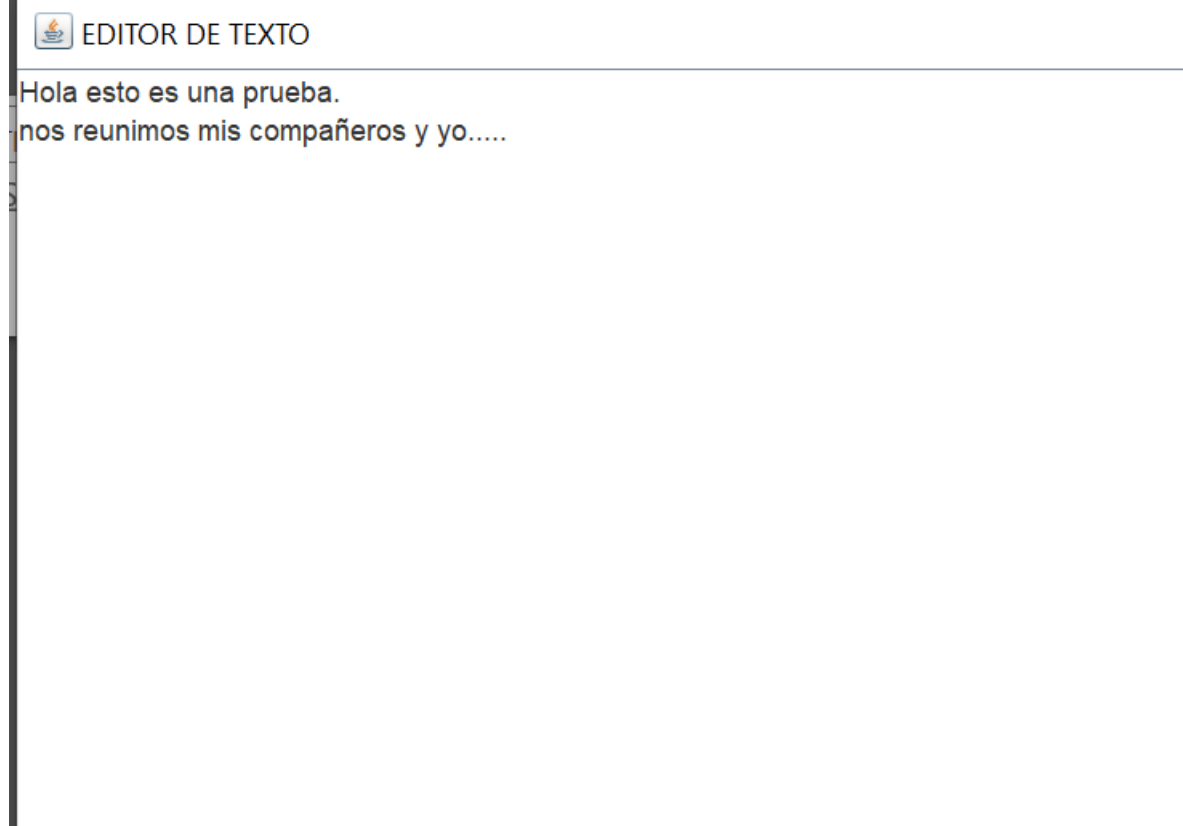 EDITOR DE TEXTO
Hola esto es una prueba.
nos reunimos mis compañeros y yo.....